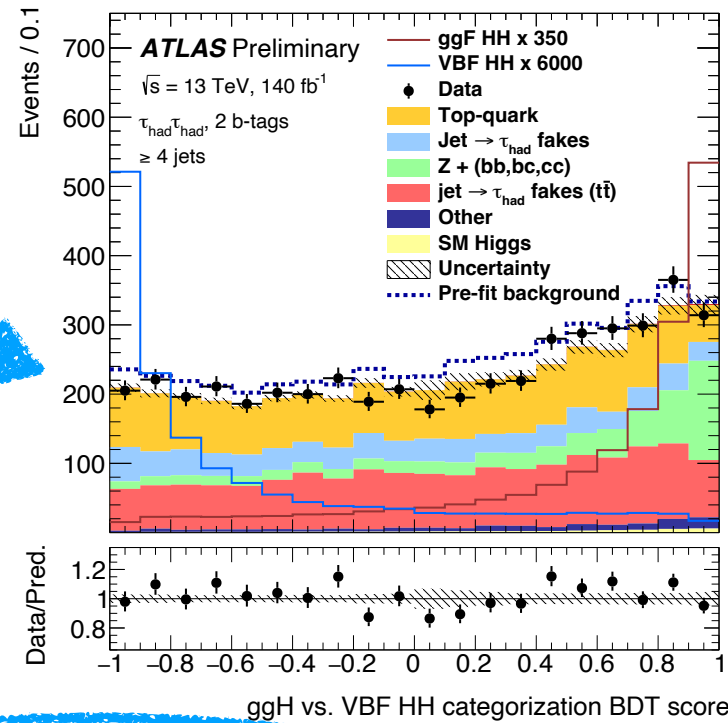 Events / 0.1
700
600
500
400
300
200
100
ATLAS Preliminary
√s = 13 TeV, 140 fb⁻¹
τhadτhad, 2 b-tags
≥ 4 jets
ggF HH x 350
VBF HH x 6000
Data
Top-quark
Jet → τhad fakes
Z + (bb,bc,cc)
jet → τhad fakes (tt̄)
Other
SM Higgs
Uncertainty
Pre-fit background
Data/Pred.
1.2
1
0.8
−1 −0.8 −0.6 −0.4 −0.2 0 0.2 0.4 0.6 0.8 1
ggH vs. VBF HH categorization BDT score